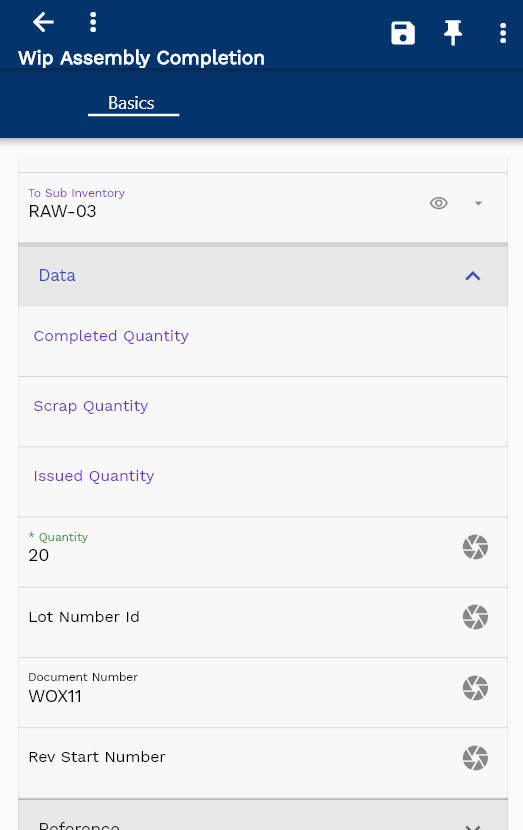 Wip Assembly Completion
Basics
To Sub Inventory
RAW-03
Data
Completed Quantity
Scrap Quantity
Issued Quantity
* Quantity
20
Lot Number Id
Document Number
WOX11
Rev Start Number
Reference